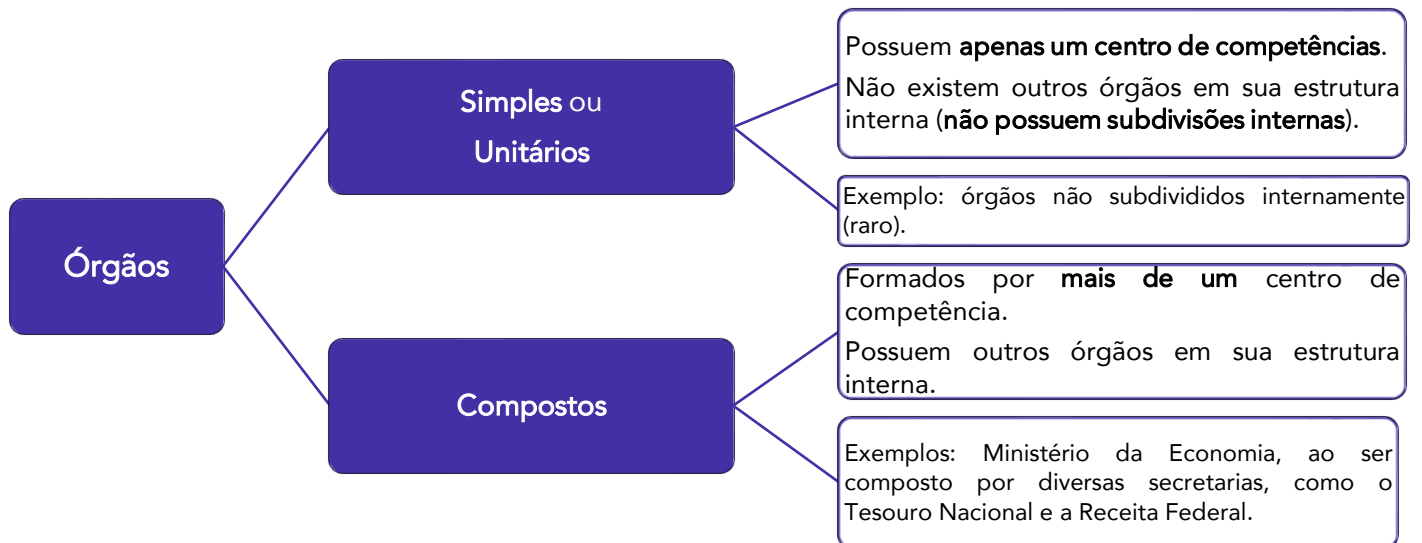 Órgãos
Simples ou
Unitários
Possuem apenas um centro de competências.
Não existem outros órgãos em sua estrutura
interna (não possuem subdivisões internas).
Exemplo: órgãos não subdivididos internamente
(raro).
Compostos
Formados por mais de um centro de
competência.
Possuem outros órgãos em sua estrutura
interna.
Exemplos: Ministério da Economia, ao ser
composto por diversas secretarias, como o
Tesouro Nacional e a Receita Federal.